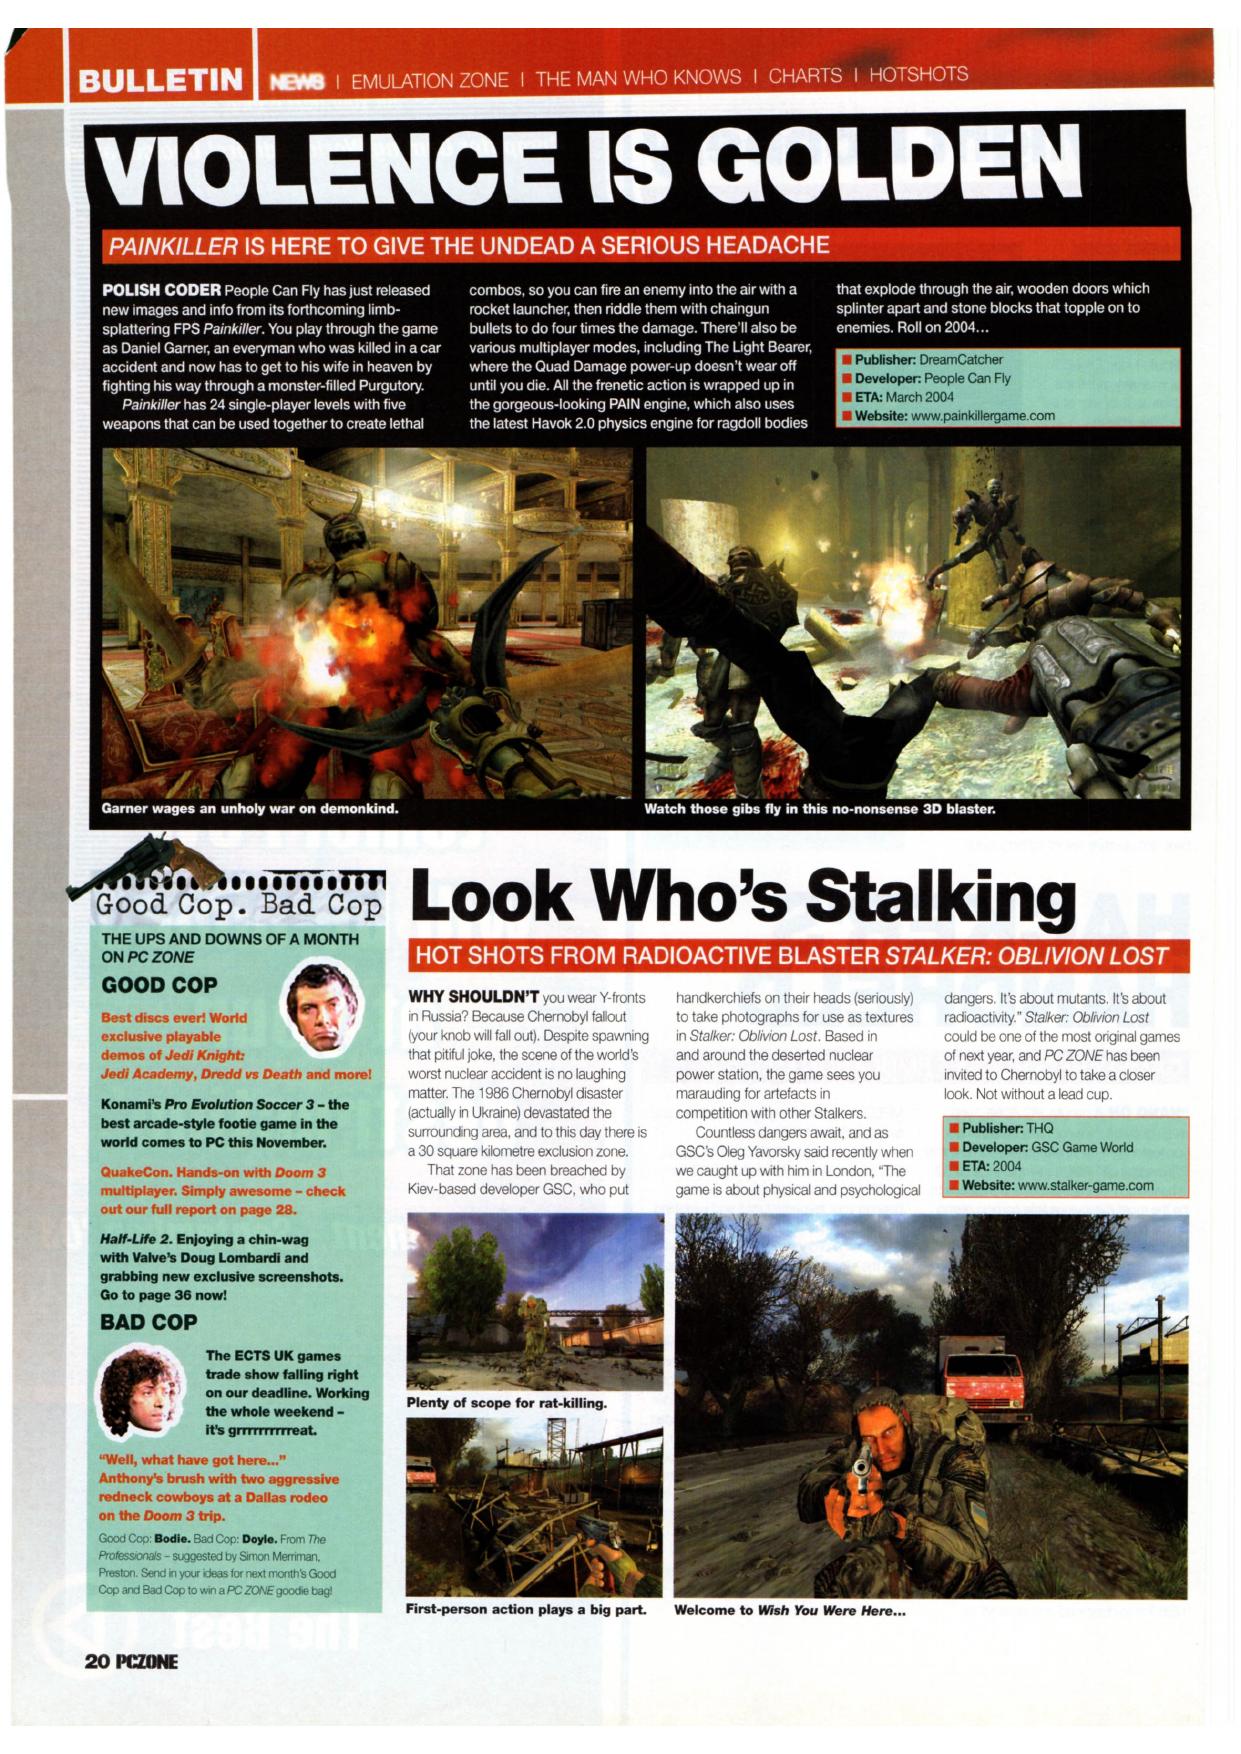 BULLETIN
NEWS | EMULATION ZONE | THE MAN WHO KNOWS | CHARTS | HOTSHOTS
VIOLENCE IS GOLDEN
PAINKILLER IS HERE TO GIVE THE UNDEAD A SERIOUS HEADACHE
POLISH CODER People Can Fly has just released
new images and info from its forthcoming limb-
splattering FPS Painkiller. You play through the game
as Daniel Garner, an everyman who was killed in a car
accident and now has to get to his wife in heaven by
fighting his way through a monster-filled Purgutory.
Painkiller has 24 single-player levels with five
weapons that can be used together to create lethal
combos, so you can fire an enemy into the air with a
rocket launcher, then riddle them with chaingun
bullets to do four times the damage. There'll also be
various multiplayer modes, including The Light Bearer,
where the Quad Damage power-up doesn't wear off
until you die. All the frenetic action is wrapped up in
the gorgeous-looking PAIN engine, which also uses
the latest Havok 2.0 physics engine for ragdoll bodies
that explode through the air, wooden doors which
splinter apart and stone blocks that topple on to
enemies. Roll on 2004...
Publisher: DreamCatcher
Developer: People Can Fly
ETA: March 2004
Website: www.painkillergame.com
Garner wages an unholy war on demonkind.
Watch those gibs fly in this no-nonsense 3D blaster.
Good Cop. Bad Cop
THE UPS AND DOWNS OF A MONTH
ON PC ZONE
GOOD COP
Best discs ever! World
exclusive playable
demos of Jedi Knight:
Jedi Academy, Dredd vs Death and more!
Konami's Pro Evolution Soccer 3 – the
best arcade-style footie game in the
world comes to PC this November.
QuakeCon. Hands-on with Doom 3
multiplayer. Simply awesome – check
out our full report on page 28.
Half-Life 2. Enjoying a chin-wag
with Valve's Doug Lombardi and
grabbing new exclusive screenshots.
Go to page 36 now!
BAD COP
The ECTS UK games
trade show falling right
on our deadline. Working
the whole weekend –
it's grrrrrrrrreat.
"Well, what have got here..."
Anthony's brush with two aggressive
redneck cowboys at a Dallas rodeo
on the Doom 3 trip.
Good Cop: Bodie. Bad Cop: Doyle. From The
Professionals – suggested by Simon Merriman,
Preston. Send in your ideas for next month's Good
Cop and Bad Cop to win a PC ZONE goodie bag!
Look Who's Stalking
HOT SHOTS FROM RADIOACTIVE BLASTER STALKER: OBLIVION LOST
WHY SHOULDN'T you wear Y-fronts
in Russia? Because Chernobyl fallout
(your knob will fall out). Despite spawning
that pitiful joke, the scene of the world's
worst nuclear accident is no laughing
matter. The 1986 Chernobyl disaster
(actually in Ukraine) devastated the
surrounding area, and to this day there is
a 30 square kilometre exclusion zone.
That zone has been breached by
Kiev-based developer GSC, who put
handkerchiefs on their heads (seriously)
to take photographs for use as textures
in Stalker: Oblivion Lost. Based in
and around the deserted nuclear
power station, the game sees you
marauding for artefacts in
competition with other Stalkers.
Countless dangers await, and as
GSC's Oleg Yavorsky said recently when
we caught up with him in London, "The
game is about physical and psychological
dangers. It's about mutants. It's about
radioactivity." Stalker: Oblivion Lost
could be one of the most original games
of next year, and PC ZONE has been
invited to Chernobyl to take a closer
look. Not without a lead cup.
Publisher: THQ
Developer: GSC Game World
ETA: 2004
Website: www.stalker-game.com
Plenty of scope for rat-killing.
First-person action plays a big part.
Welcome to Wish You Were Here...
20 PCZONE